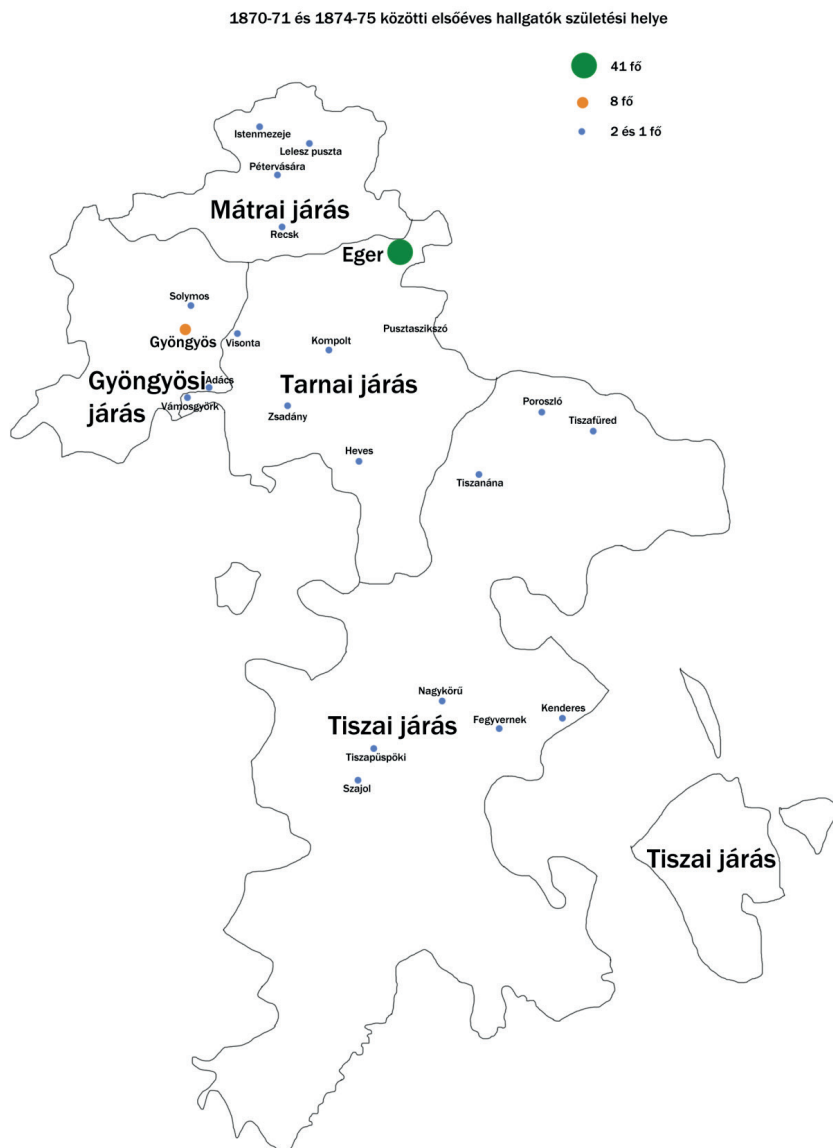 1870-71 és 1874-75 közötti elsőéves hallgatók születési helye
41 fő
8 fő
2 és 1 fő
Istenmezeje
Lelesz puszta
Pétervására
Mátrai járás
Recsk
Eger
Solymos
Gyöngyös
Visonta
Kompolt
Pusztaszikszó
Gyöngyösi
járás
Adács
Vámosgyörk
Tarnai járás
Zsadány
Heves
Poroszló
Tiszafüred
Tiszanána
Nagykörű
Tiszai járás
Fegyvernek
Kenderes
Tiszapüspöki
Szajol
Tiszai járás